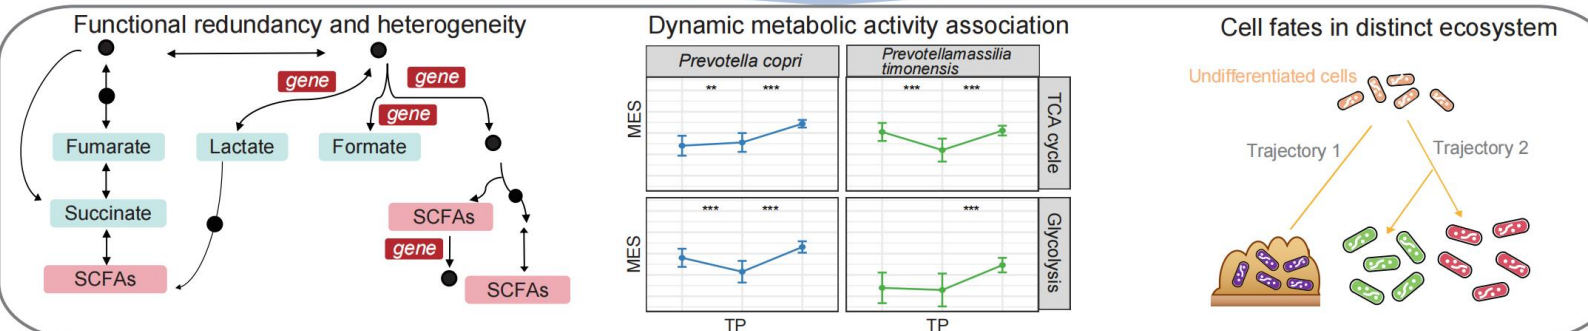 Functional redundancy and heterogeneity
gene
gene
gene
Fumarate
Lactate
Formate
Succinate
SCFAs
gene
SCFAs
SCFAs
Dynamic metabolic activity association
Prevotella copri
Prevotellamassilia
timonensis
MES
** ***
*** ***
TCA cycle
MES
*** ***
***
Glycolysis
TP
TP
Cell fates in distinct ecosystem
Undifferentiated cells
Trajectory 1
Trajectory 2